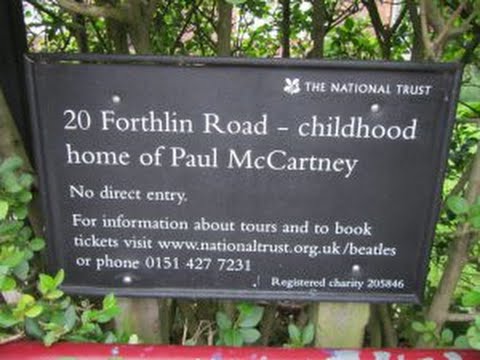 THE NATIONAL TRUST
20 Forthlin Road - childhood
home of Paul McCartney
No direct entry.
For information about tours and to book
tickets visit www.nationaltrust.org.uk/beatles
or phone 0151 427 7231
Registered charity 205846